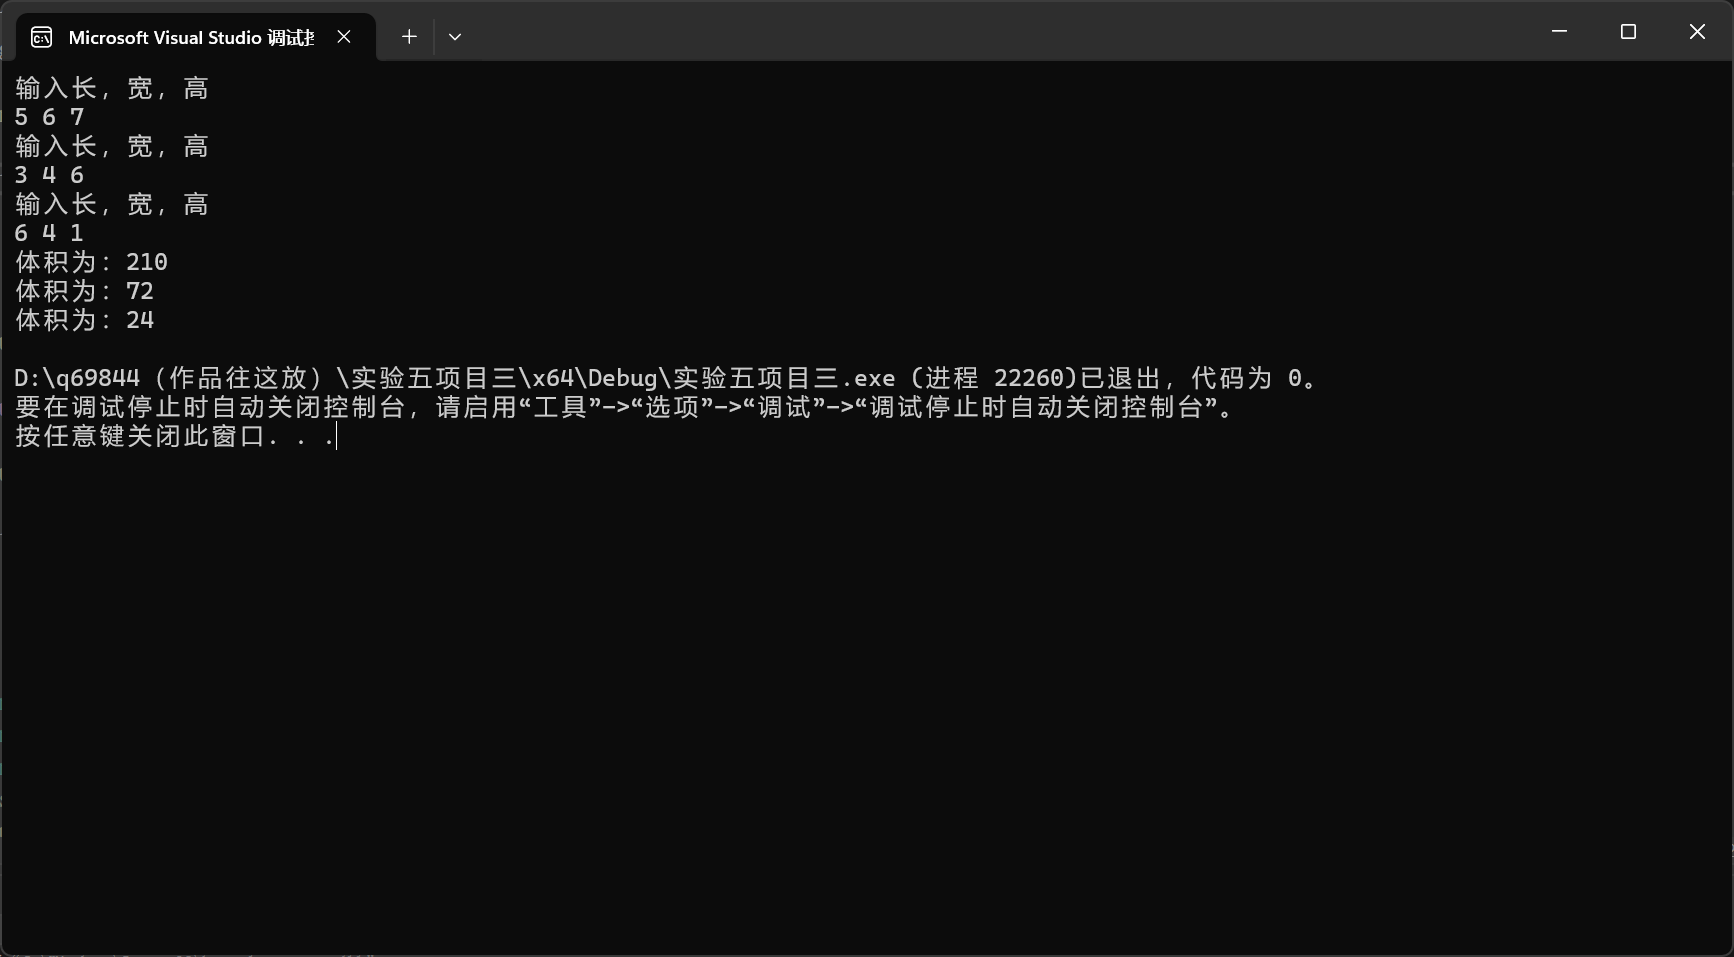 Microsoft Visual Studio 调试
输入长，宽，高
5 6 7
输入长，宽，高
3 4 6
输入长，宽，高
6 4 1
体积为：210
体积为：72
体积为：24
D:\q69844（作品往这放）\实验五项目三\x64\Debug\实验五项目三.exe (进程 22260)已退出，代码为 0。
要在调试停止时自动关闭控制台，请启用“工具”->“选项”->“调试”->“调试停止时自动关闭控制台”。
按任意键关闭此窗口. . .